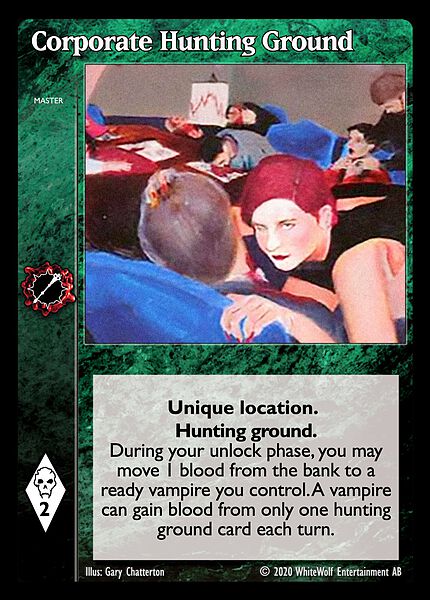 Corporate Hunting Ground
MASTER
Unique location.
Hunting ground.
During your unlock phase, you may
move 1 blood from the bank to a
ready vampire you control. A vampire
can gain blood from only one hunting
ground card each turn.
2
Illus: Gary Chatterton © 2020 WhiteWolf Entertainment AB